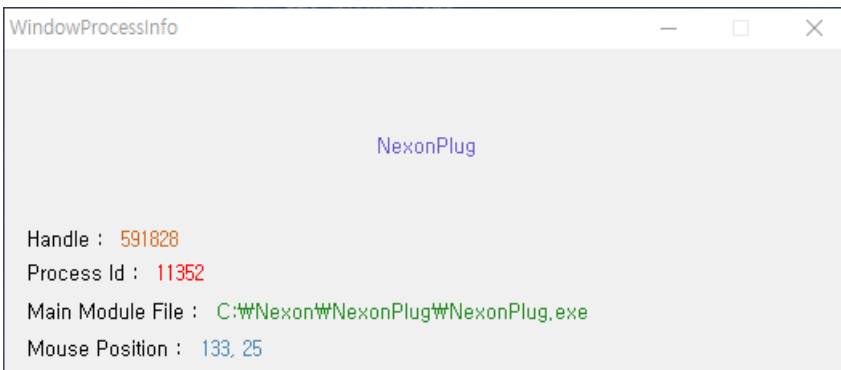 WindowProcessInfo
NexonPlug
Handle : 591828
Process Id : 11352
Main Module File : C:₩Nexon₩NexonPlug₩NexonPlug.exe
Mouse Position : 133, 25